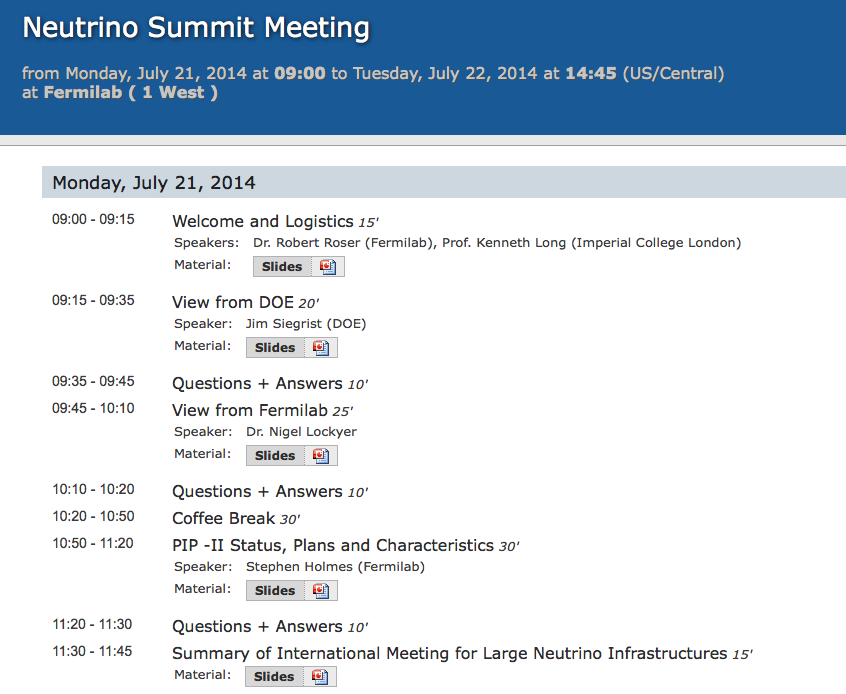 Neutrino Summit Meeting
from Monday, July 21, 2014 at 09:00 to Tuesday, July 22, 2014 at 14:45 (US/Central)
at Fermilab ( 1 West )
Monday, July 21, 2014
09:00 - 09:15 Welcome and Logistics 15'
Speakers: Dr. Robert Roser (Fermilab), Prof. Kenneth Long (Imperial College London)
Material: Slides
09:15 - 09:35 View from DOE 20'
Speaker: Jim Siegrist (DOE)
Material: Slides
09:35 - 09:45 Questions + Answers 10'
09:45 - 10:10 View from Fermilab 25'
Speaker: Dr. Nigel Lockyer
Material: Slides
10:10 - 10:20 Questions + Answers 10'
10:20 - 10:50 Coffee Break 30'
10:50 - 11:20 PIP -II Status, Plans and Characteristics 30'
Speaker: Stephen Holmes (Fermilab)
Material: Slides
11:20 - 11:30 Questions + Answers 10'
11:30 - 11:45 Summary of International Meeting for Large Neutrino Infrastructures 15'
Material: Slides